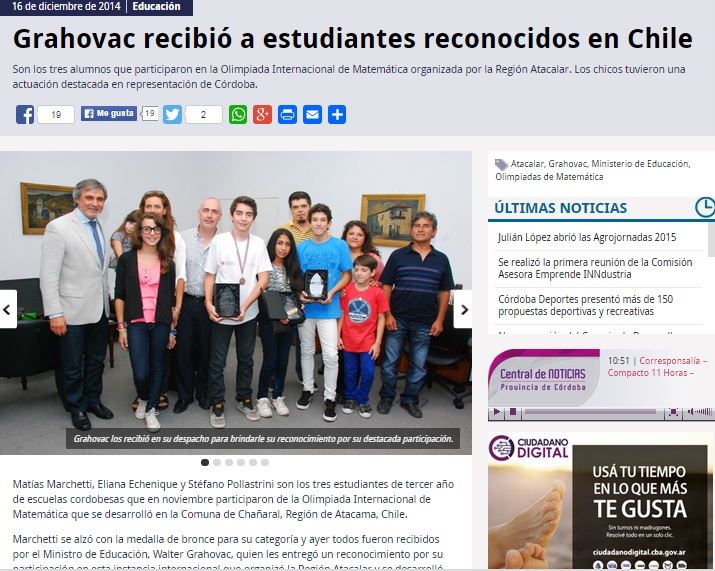 16 de diciembre de 2014 | Educación
Grahovac recibió a estudiantes reconocidos en Chile
Son los tres alumnos que participaron en la Olimpiada Internacional de Matemática organizada por la Región Atacalar. Los chicos tuvieron una
actuación destacada en representación de Córdoba.
19
Me gusta
19
2
Atacalar, Grahovac, Ministerio de Educación,
Olimpiadas de Matemática
ÚLTIMAS NOTICIAS
Julián López abrió las Agrojornadas 2015
Se realizó la primera reunión de la Comisión
Asesora Emprende INNdustria
Córdoba Deportes presentó más de 150
propuestas deportivas y recreativas
Central de NOTICIAS
Provincia de Córdoba
10:51 | Corresponsalía –
Compacto 11 Horas –
Grahovac los recibió en su despacho para brindarle su reconocimiento por su destacada participación.
CIUDADANO
DIGITAL
USÁ TU TIEMPO
EN LO QUE MÁS
TE GUSTA
Sin turnos ni madrugones.
Resolvé todo en un solo clic.
ciudadanodigital.cba.gov.ar
Matías Marchetti, Eliana Echenique y Stéfano Pollastrini son los tres estudiantes de tercer año
de escuelas cordobesas que en noviembre participaron de la Olimpiada Internacional de
Matemática que se desarrolló en la Comuna de Chañaral, Región de Atacama, Chile.
Marchetti se alzó con la medalla de bronce para su categoría y ayer todos fueron recibidos
por el Ministro de Educación, Walter Grahovac, quien les entregó un reconocimiento por su
participación en esta instancia internacional que organizó la Región Atacalar y se desarrolló